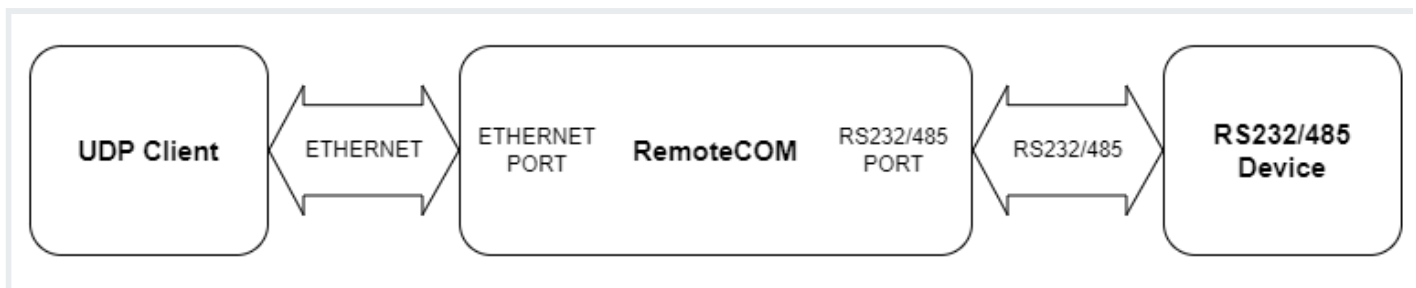 UDP Client
ETHERNET
ETHERNET
PORT
RemoteCOM
RS232/485
PORT
RS232/485
RS232/485
Device